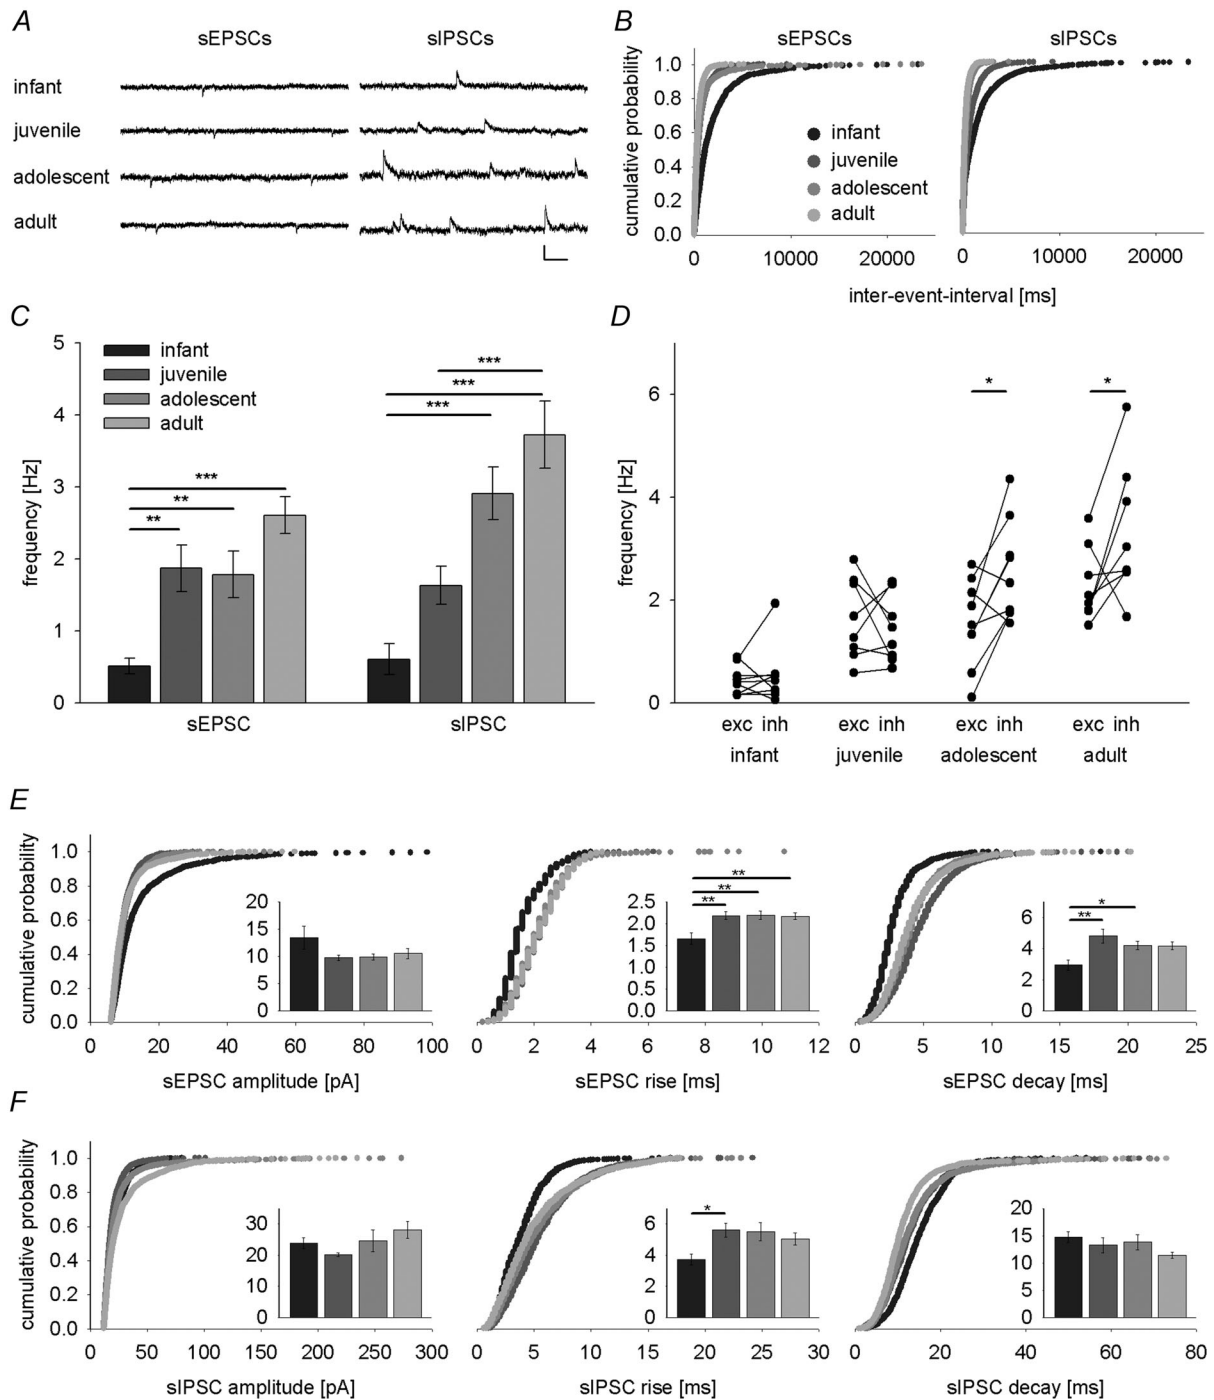 A
sEPSCs
sIPSCs
infant
juvenile
adolescent
adult
B
sEPSCs
sIPSCs
cumulative probability
1.0
0.8
0.6
0.4
0.2
0.0
infant
juvenile
adolescent
adult
0 10000 20000
0 10000 20000
inter-event-interval [ms]
C
frequency [Hz]
5
4
3
2
1
0
infant
juvenile
adolescent
adult
***
**
**
***
***
***
sEPSC
sIPSC
D
frequency [Hz]
6
4
2
0
*
*
exc inh exc inh exc inh exc inh
infant juvenile adolescent adult
E
cumulative probability
1.0
0.8
0.6
0.4
0.2
0.0
20
15
10
5
0
0 20 40 60 80 100
sEPSC amplitude [pA]
2.5
2.0
1.5
1.0
0.5
0.0
**
**
**
0 2 4 6 8 10 12
sEPSC rise [ms]
6
4
2
0
*
**
0 5 10 15 20 25
sEPSC decay [ms]
F
cumulative probability
1.0
0.8
0.6
0.4
0.2
0.0
30
20
10
0
0 50 100 150 200 250 300
sIPSC amplitude [pA]
6
4
2
0
*
0 5 10 15 20 25 30
sIPSC rise [ms]
20
15
10
5
0
0 20 40 60 80
sIPSC decay [ms]